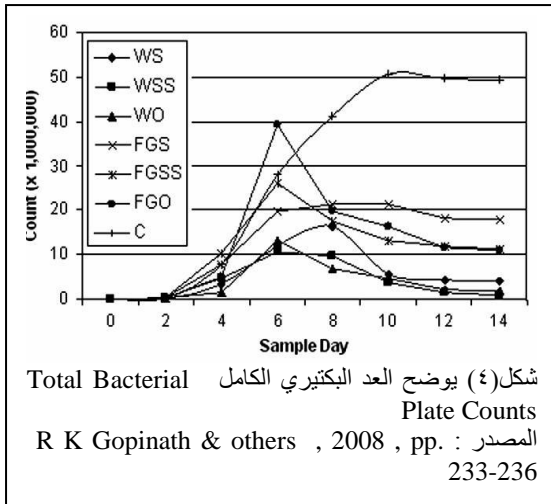 Count (x 1,000,000)
60
50
40
30
20
10
0
WS
WSS
WO
FGS
FGSS
FGO
C
0 2 4 6 8 10 12 14
Sample Day
شكل(٤) يوضح العد البكتيري الكامل Total Bacterial
Plate Counts
المصدر : R K Gopinath & others , 2008 , pp.
233-236